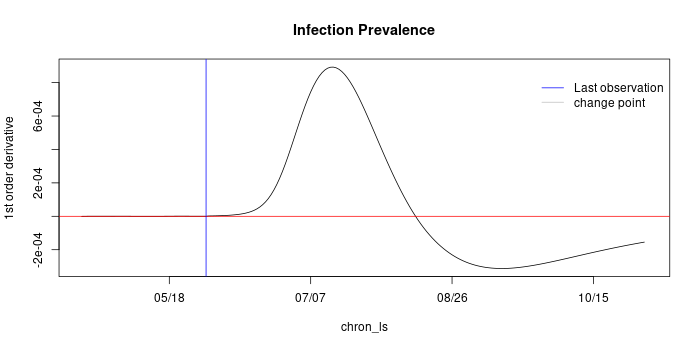 Infection Prevalence
Last observation
change point
1st order derivative
6e-04
2e-04
-2e-04
05/18
07/07
08/26
10/15
chron_ls